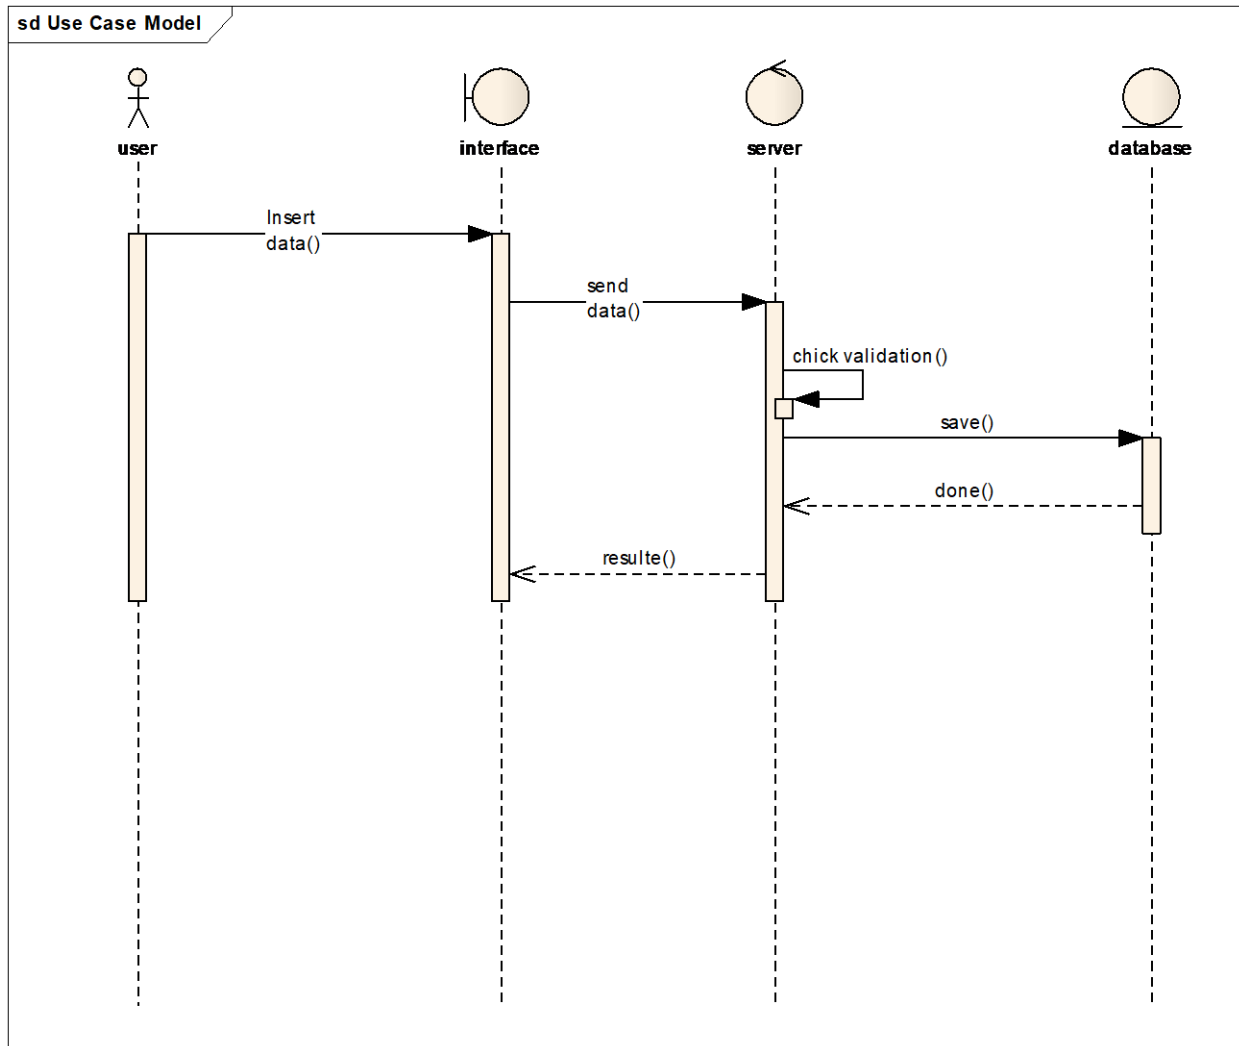 sd Use Case Model
user
interface
server
database
Insert
data()
send
data()
chick validation()
save()
done()
resulte()